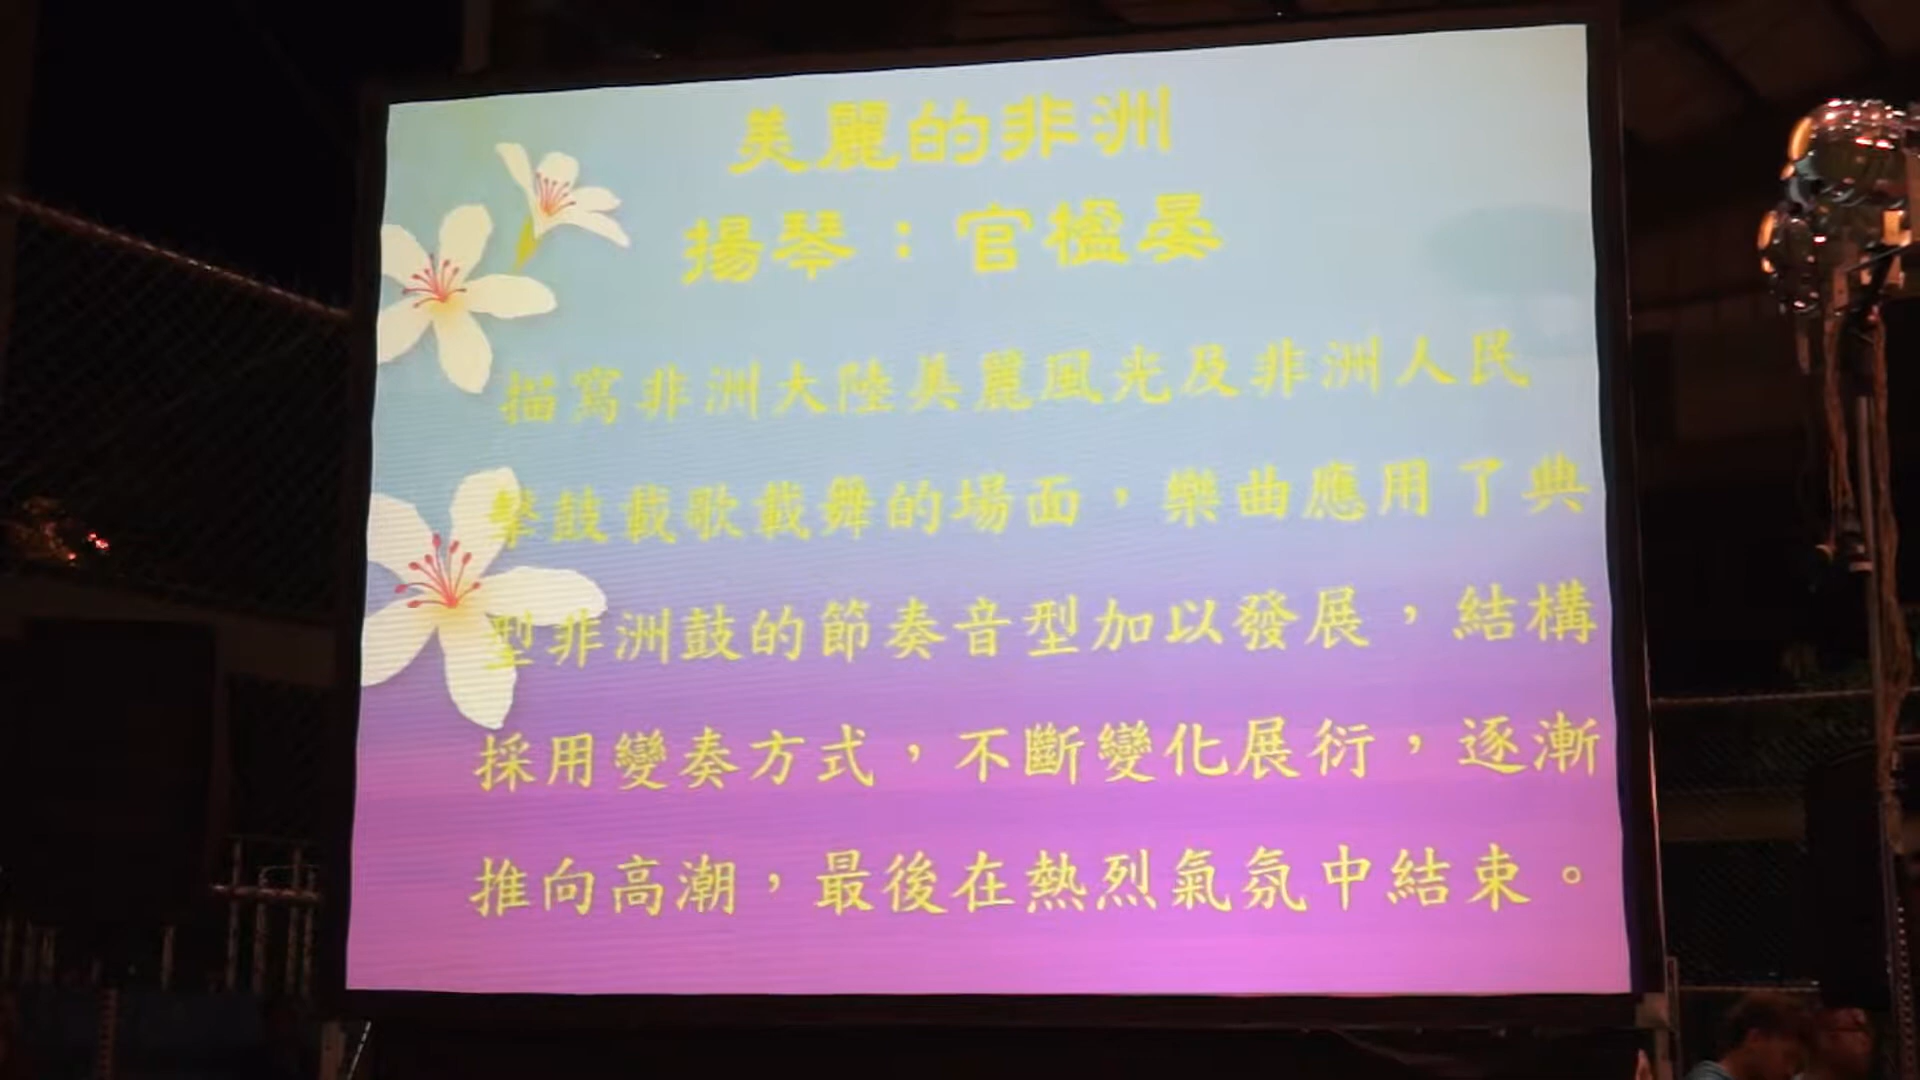 美麗的非洲
揚琴：官楹晏
描寫非洲大陸美麗風光及非洲人民
擊鼓載歌載舞的場面，樂曲應用了典
型非洲鼓的節奏音型加以發展，結構
採用變奏方式，不斷變化展衍，逐漸
推向高潮，最後在熱烈氣氛中結束。